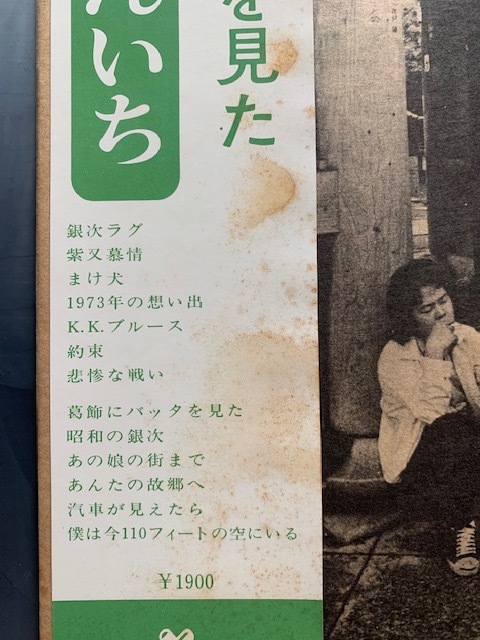 を見た
んいち
銀次ラグ
紫又慕情
まけ犬
1973年の想い出
K.K.ブルース
約束
悲惨な戦い
葛飾にバッタを見た
昭和の銀次
あの娘の街まで
あんたの故郷へ
汽車が見えたら
僕は今110フィートの空にいる
￥1900